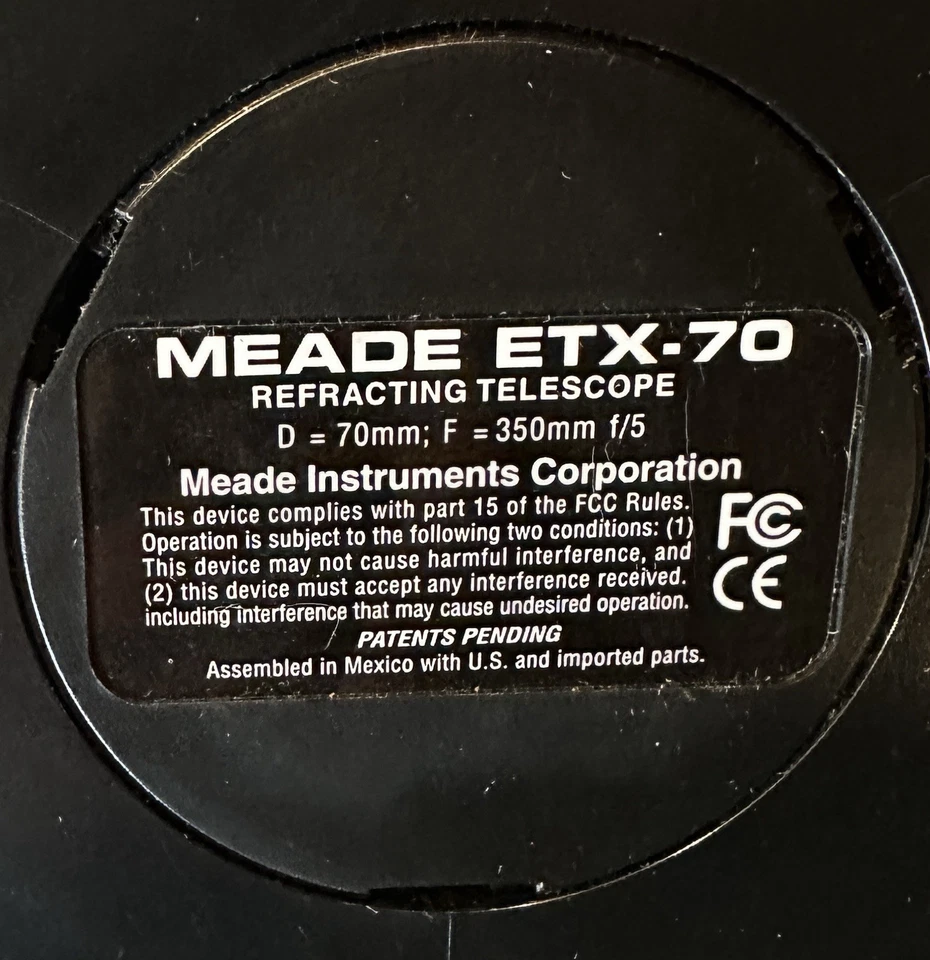 MEADE ETX-70
REFRACTING TELESCOPE
D = 70mm; F = 350mm f/5
Meade Instruments Corporation
This device complies with part 15 of the FCC Rules.
Operation is subject to the following two conditions: (1)
This device may not cause harmful interference, and
(2) this device must accept any interference received.
including interference that may cause undesired operation.
FC
CE
PATENTS PENDING
Assembled in Mexico with U.S. and imported parts.